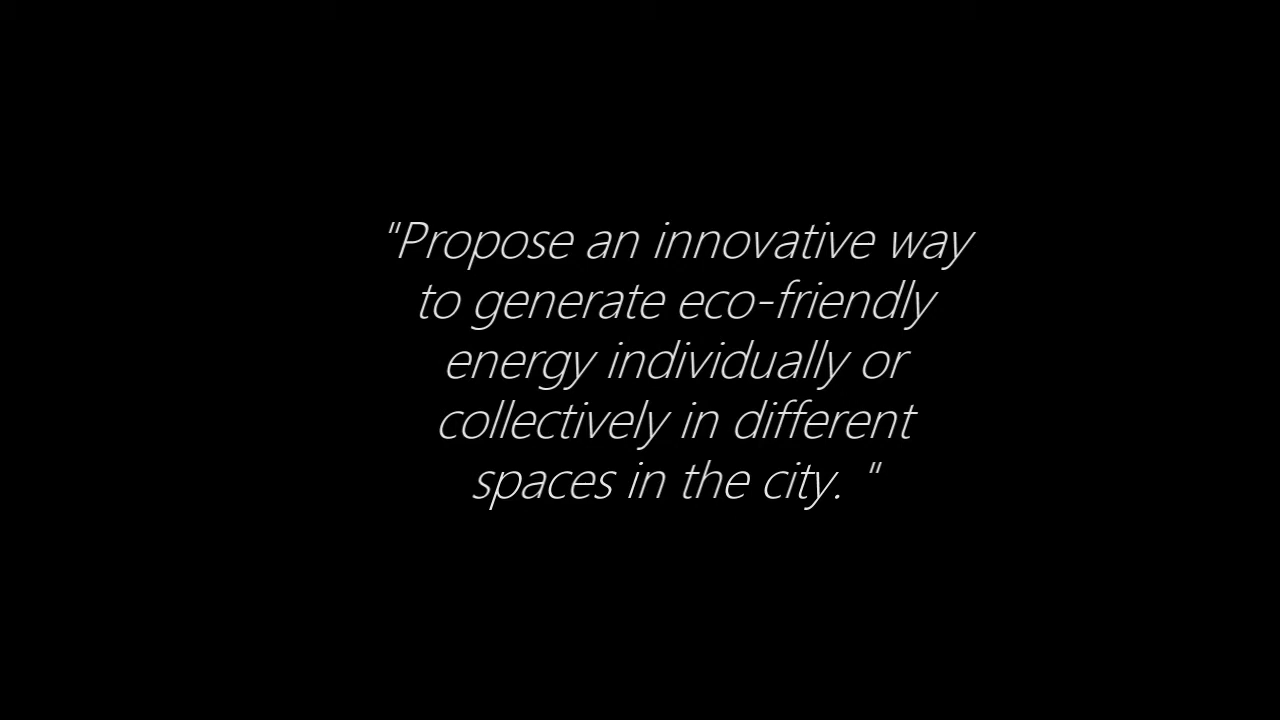 "Propose an innovative way
to generate eco-friendly
energy individually or
collectively in different
spaces in the city. "